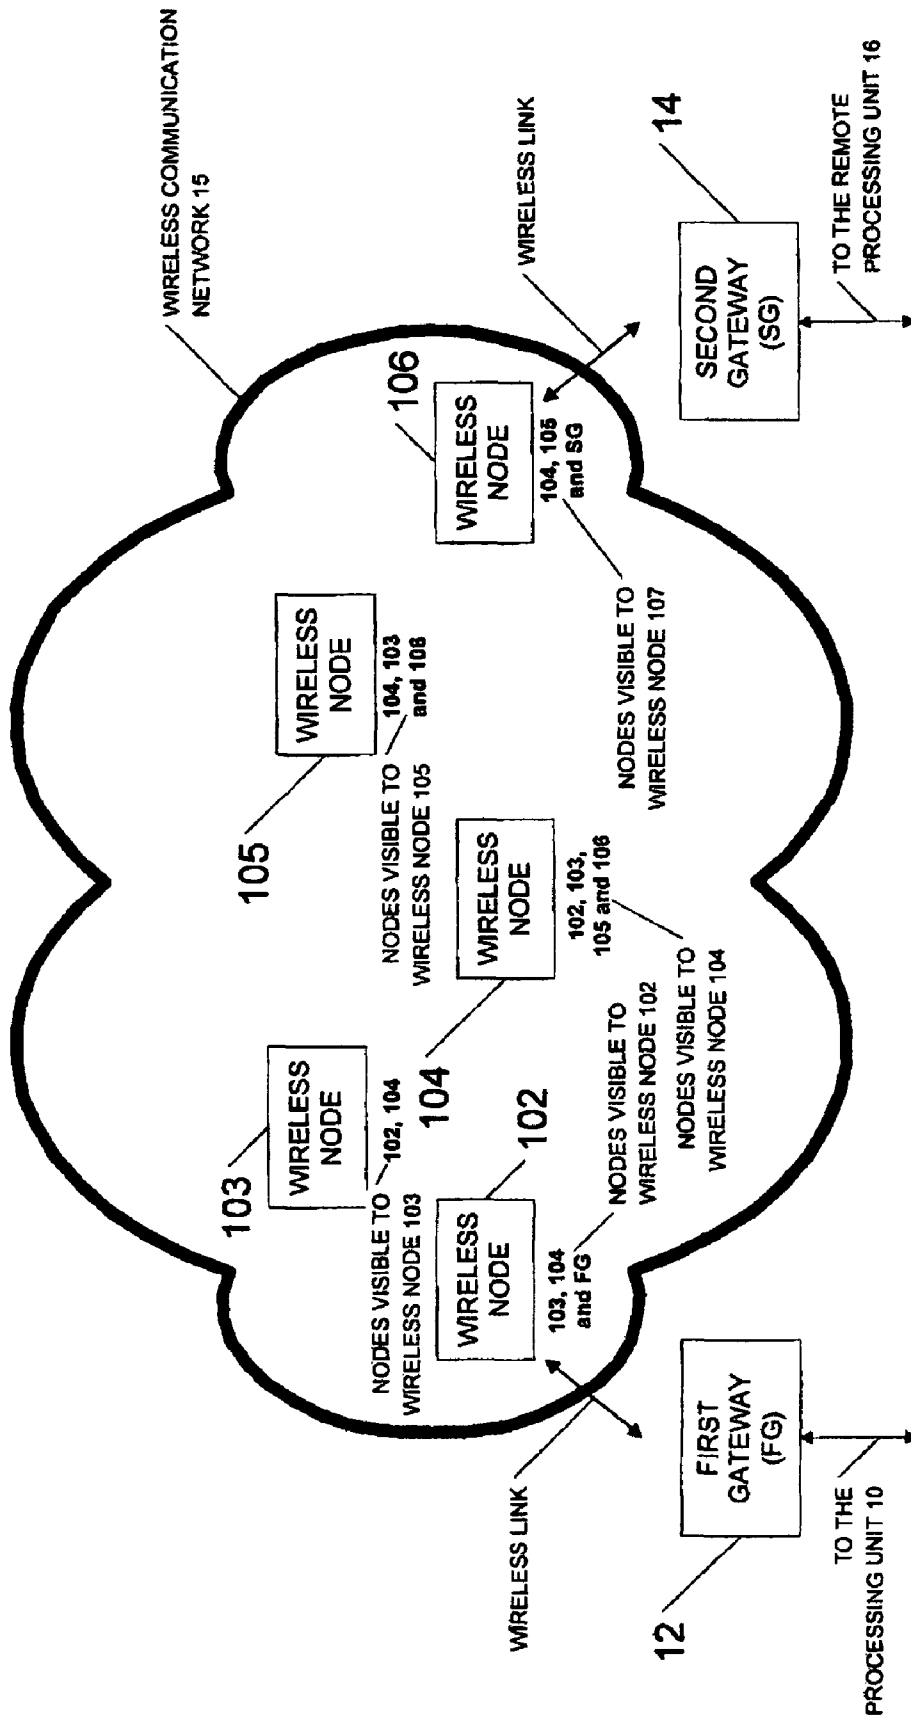 WIRELESS COMMUNICATION
NETWORK 15
103
WIRELESS
NODE
102, 104
NODES VISIBLE TO
WIRELESS NODE 103
105
WIRELESS
NODE
104, 103
and 106
NODES VISIBLE TO
WIRELESS NODE 105
106
WIRELESS
NODE
104, 105
and SG
NODES VISIBLE TO
WIRELESS NODE 107
104
WIRELESS
NODE
102, 103,
105 and 106
NODES VISIBLE TO
WIRELESS NODE 104
102
WIRELESS
NODE
103, 104
and FG
NODES VISIBLE TO
WIRELESS NODE 102
WIRELESS LINK
WIRELESS LINK
12
FIRST
GATEWAY
(FG)
TO THE
PROCESSING UNIT 10
14
SECOND
GATEWAY
(SG)
TO THE REMOTE
PROCESSING UNIT 16